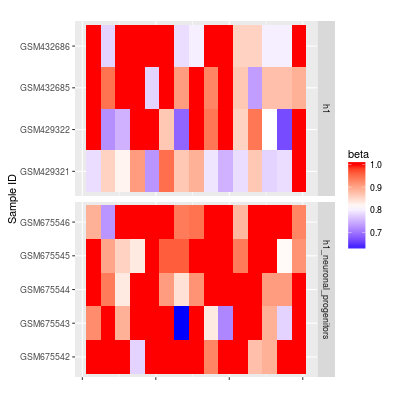 GSM432686
GSM432685
GSM429322
GSM429321
h1
GSM675546
GSM675545
GSM675544
GSM675543
GSM675542
h1_neuronal_progenitors
Sample ID
beta
1.0
0.9
0.8
0.7